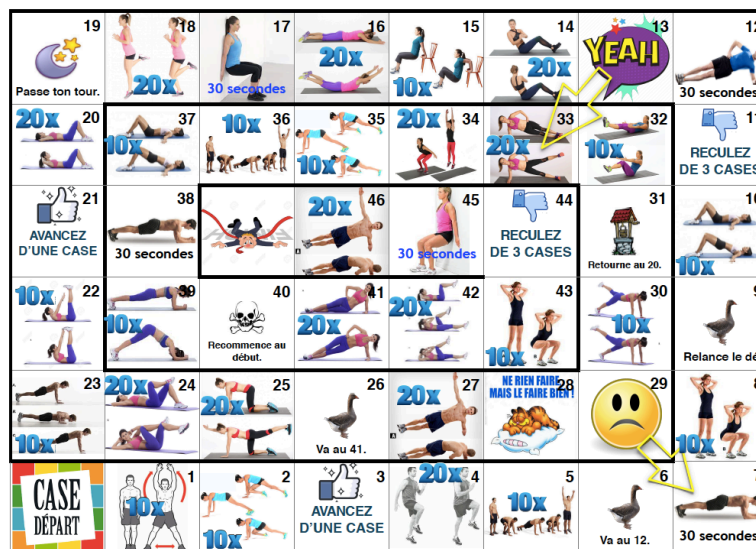 19 18 17 16 15 14 13 12
YEAH
Passe ton tour.
20x
30 secondes
20x
10x
20x
30 secondes
20 37 36 35 34 33 32 11
20x
10x
10x
10x
20x
20x
10x
RECULEZ
DE 3 CASES
21 38 46 45 44 31 10
AVANCEZ
D'UNE CASE
30 secondes
20x
30 secondes
RECULEZ
DE 3 CASES
Retourne au 20.
10x
22 39 40 41 42 43 30 9
10x
10x
Recommence au
début.
20x
20x
10x
10x
Relance le dé
23 24 25 26 27 28 29 8
10x
20x
20x
Va au 41.
20x
NE RIEN FAIRE,
MAIS LE FAIRE BIEN !
10x
CASE
DÉPART
1 2 3 4 5 6 7
10x
20x
AVANCEZ
D'UNE CASE
20x
10x
Va au 12.
30 secondes